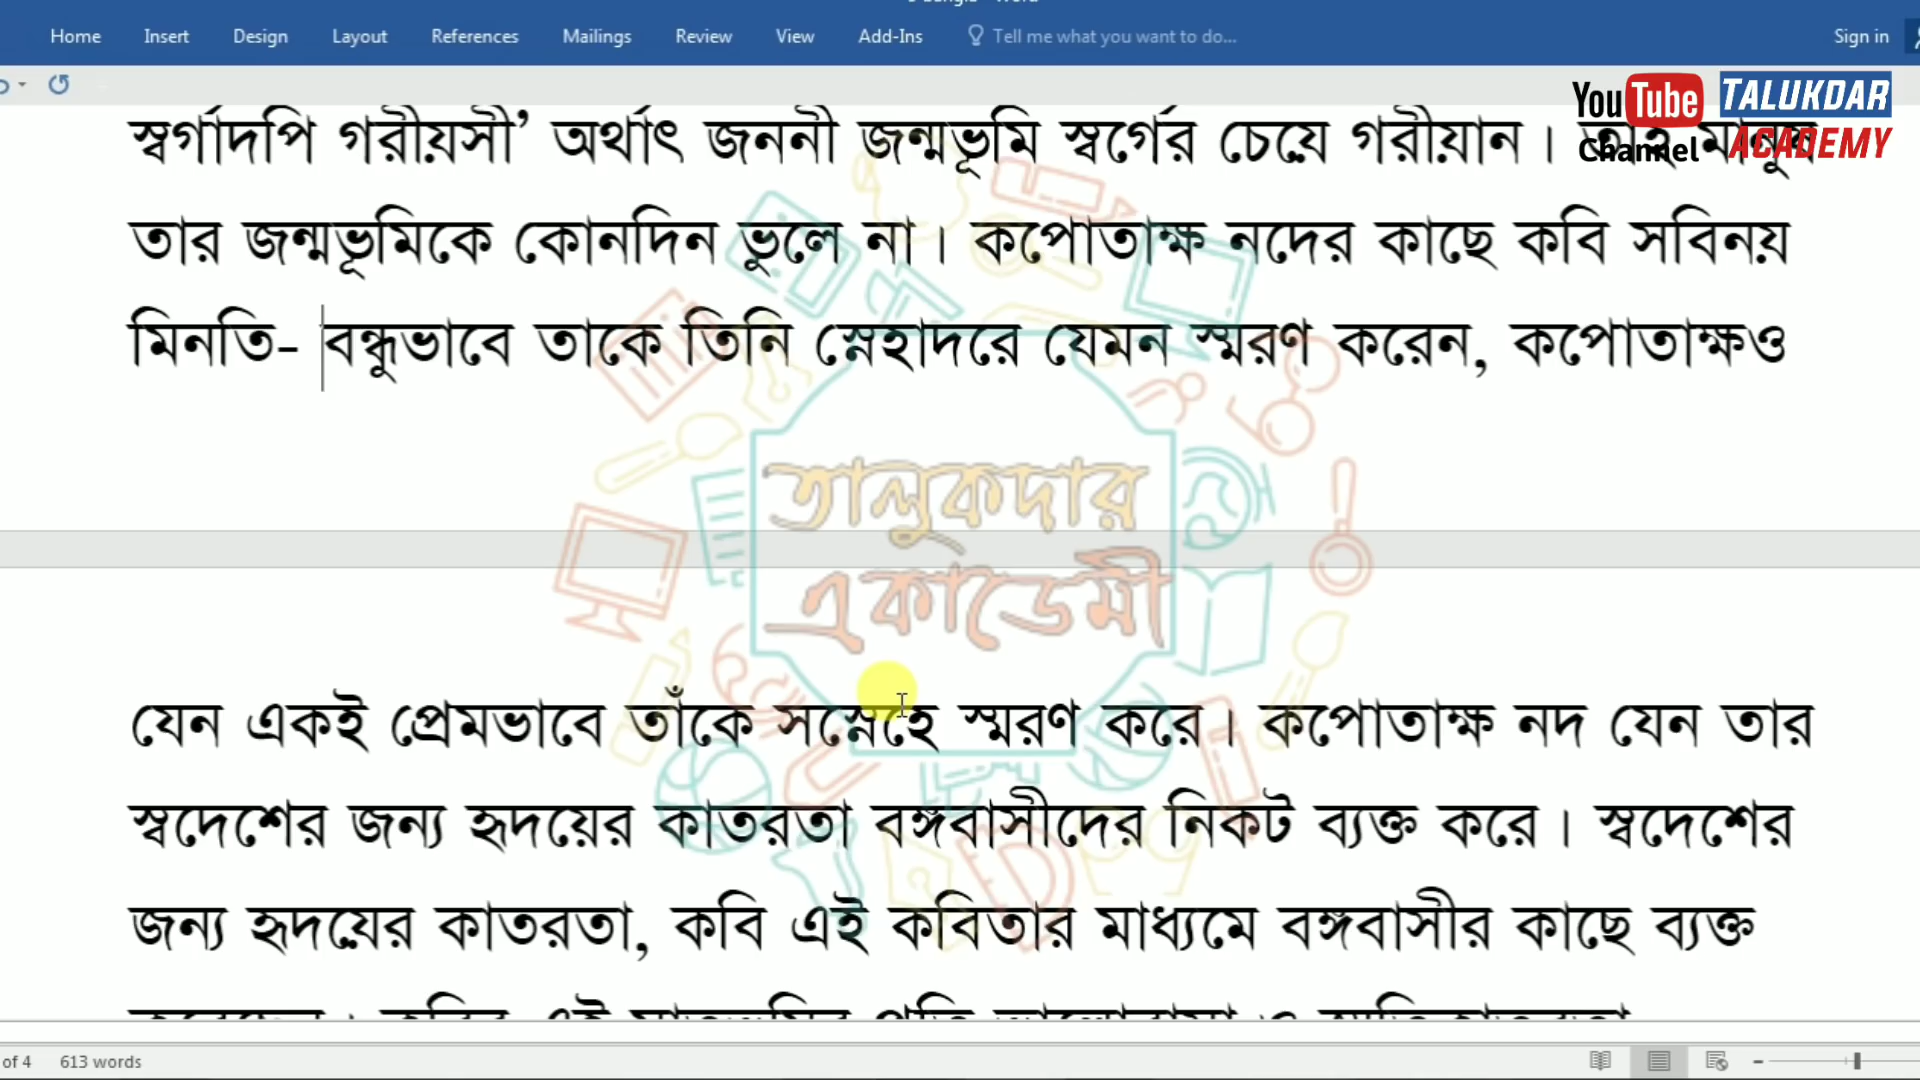 Home Insert Design Layout References Mailings Review View Add-Ins Tell me what you want to do... Sign in
YouTube Channel TALUKDAR ACADEMY
স্বর্গাদপি গরীয়সী’ অর্থাৎ জননী জন্মভূমি স্বর্গের চেয়ে গরীয়ান। তাই মানুষ
তার জন্মভূমিকে কোনদিন ভুলে না। কপোতাক্ষ নদের কাছে কবি সবিনয়
মিনতি- বন্ধুভাবে তাকে তিনি স্নেহাদরে যেমন স্মরণ করেন, কপোতাক্ষও
তালুকদার
একাডেমী
যেন একই প্রেমভাবে তাঁকে সস্নেহে স্মরণ করে। কপোতাক্ষ নদ যেন তার
স্বদেশের জন্য হৃদয়ের কাতরতা বঙ্গবাসীদের নিকট ব্যক্ত করে। স্বদেশের
জন্য হৃদয়ের কাতরতা, কবি এই কবিতার মাধ্যমে বঙ্গবাসীর কাছে ব্যক্ত
of 4 613 words